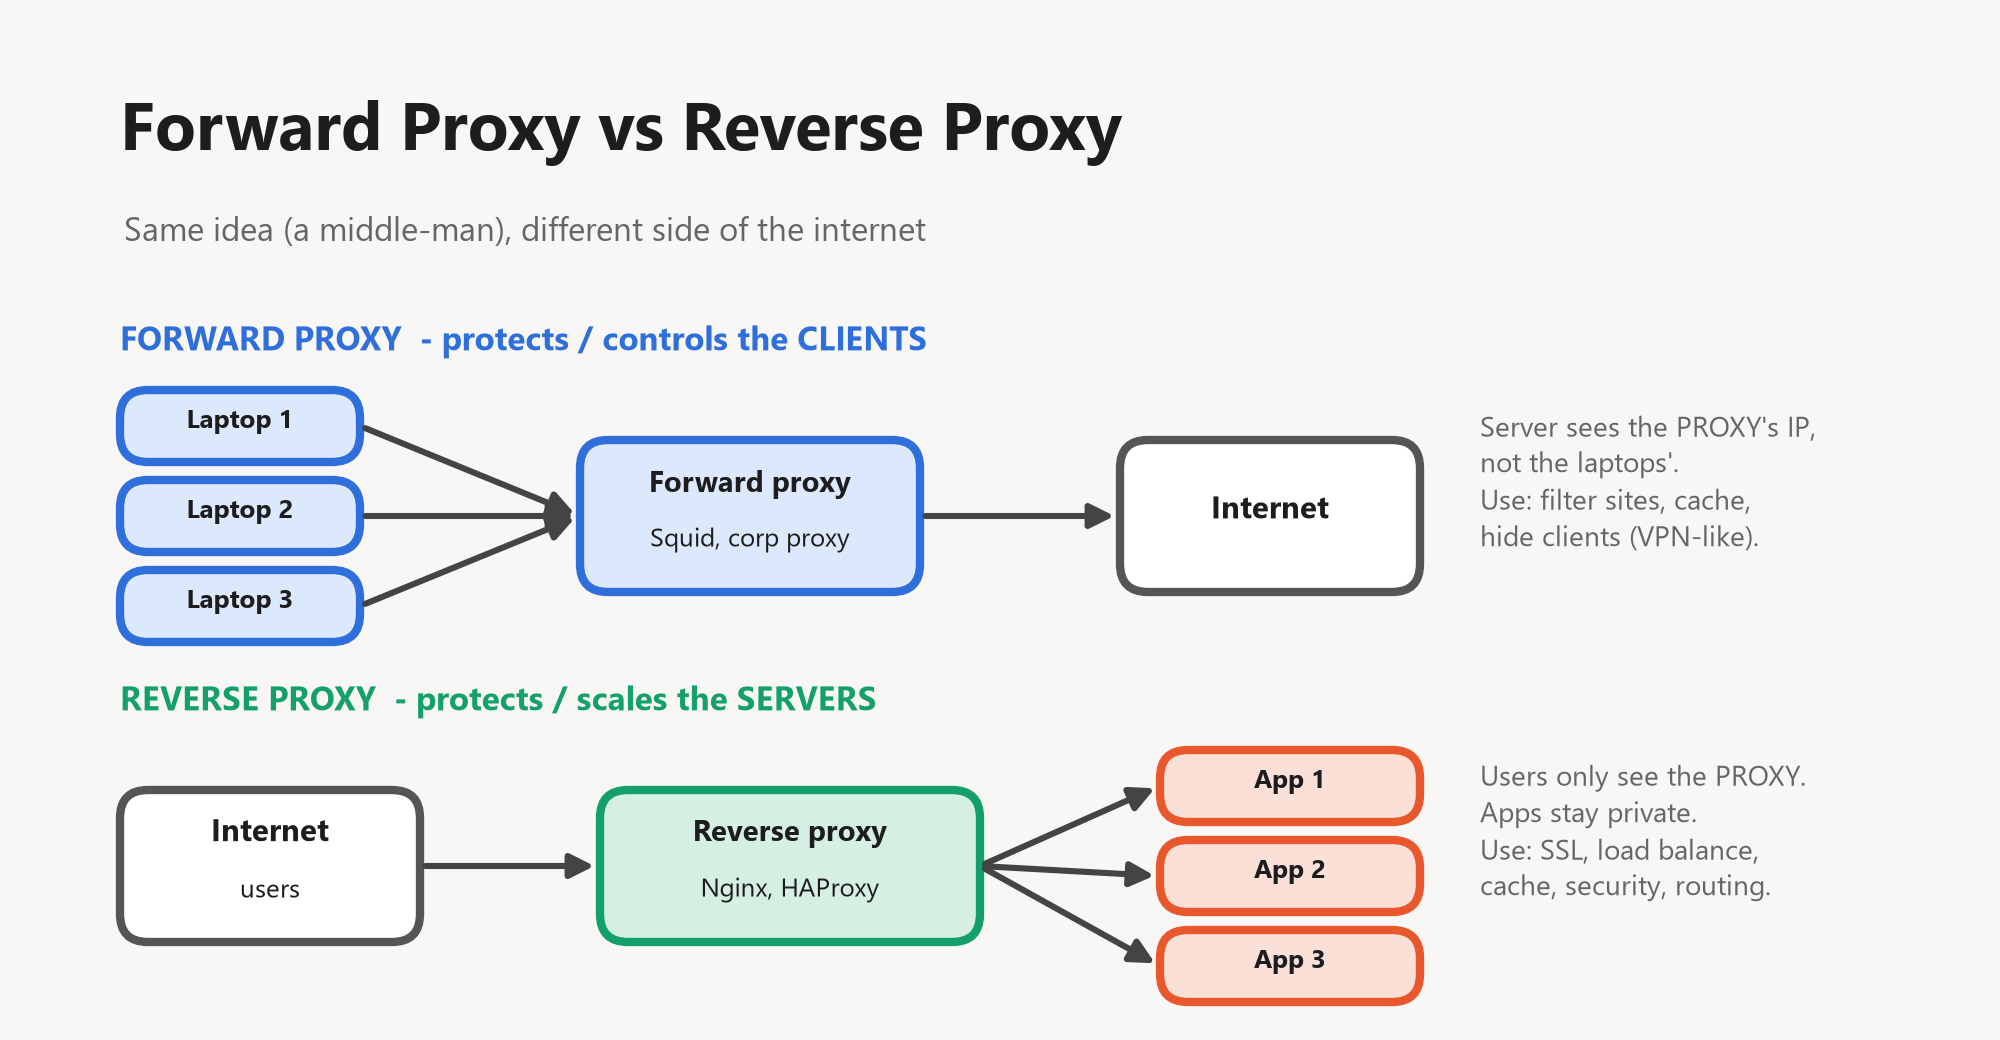 Forward Proxy vs Reverse Proxy
Same idea (a middle-man), different side of the internet
FORWARD PROXY - protects / controls the CLIENTS
Laptop 1
Laptop 2
Laptop 3
Forward proxy
Squid, corp proxy
Internet
Server sees the PROXY's IP,
not the laptops'.
Use: filter sites, cache,
hide clients (VPN-like).
REVERSE PROXY - protects / scales the SERVERS
Internet
users
Reverse proxy
Nginx, HAProxy
App 1
App 2
App 3
Users only see the PROXY.
Apps stay private.
Use: SSL, load balance,
cache, security, routing.